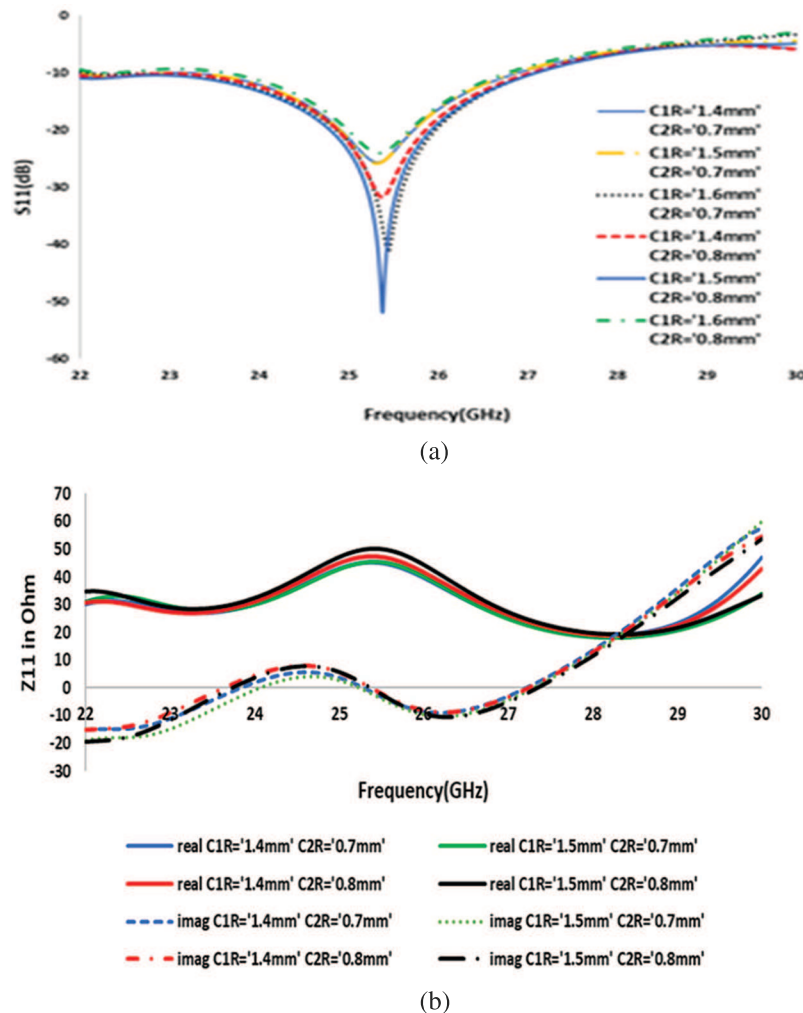 0
-10
-20
-30
-40
-50
-60
S11(dB)
22 23 24 25 26 27 28 29 30
Frequency(GHz)
C1R='1.4mm'
C2R='0.7mm'
C1R='1.5mm'
C2R='0.7mm'
C1R='1.6mm'
C2R='0.7mm'
C1R='1.4mm'
C2R='0.8mm'
C1R='1.5mm'
C2R='0.8mm'
C1R='1.6mm'
C2R='0.8mm'
(a)
70
60
50
40
30
20
10
0
-10
-20
-30
Z11 in Ohm
22 23 24 25 26 27 28 29 30
Frequency(GHz)
real C1R='1.4mm' C2R='0.7mm' real C1R='1.5mm' C2R='0.7mm'
real C1R='1.4mm' C2R='0.8mm' real C1R='1.5mm' C2R='0.8mm'
imag C1R='1.4mm' C2R='0.7mm' imag C1R='1.5mm' C2R='0.7mm'
imag C1R='1.4mm' C2R='0.8mm' imag C1R='1.5mm' C2R='0.8mm'
(b)